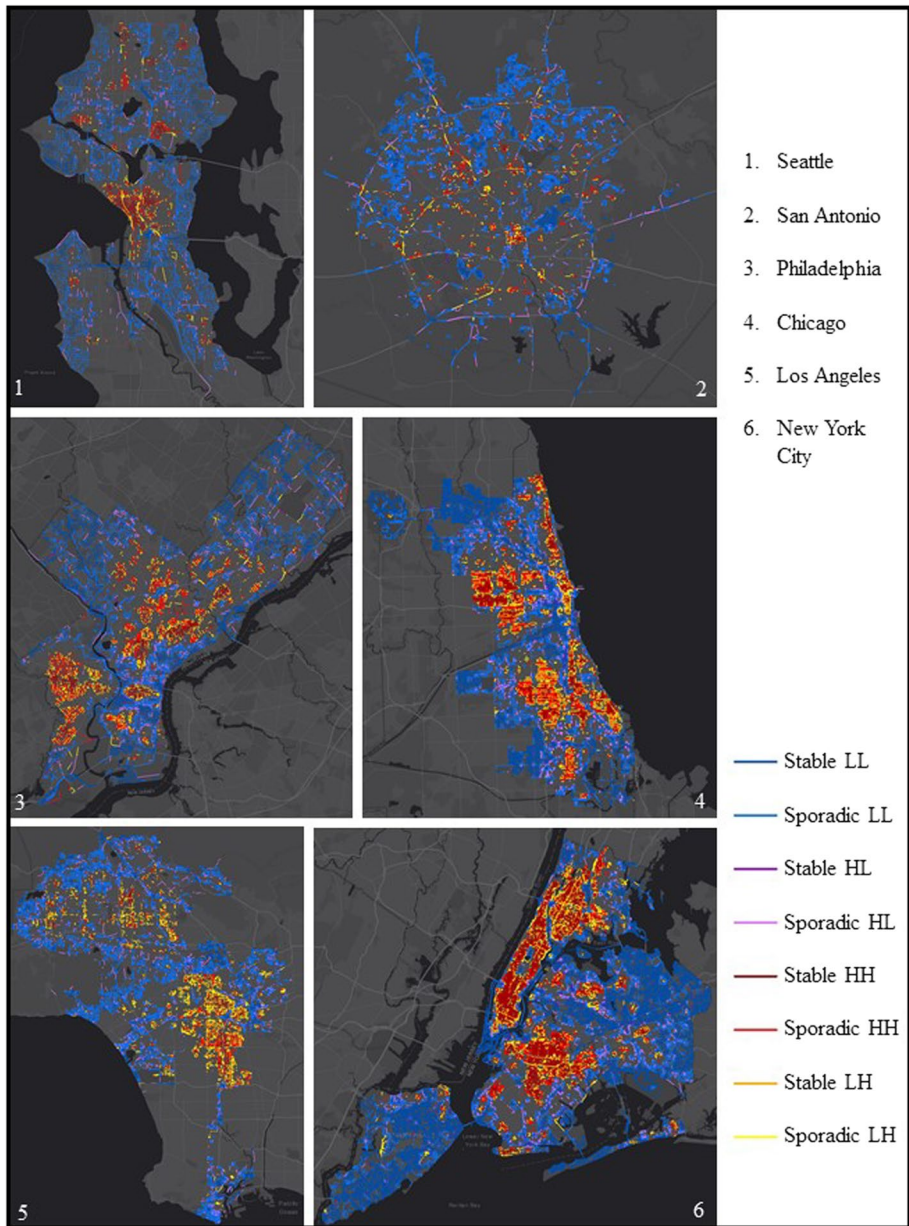 1
2
1. Seattle
2. San Antonio
3. Philadelphia
4. Chicago
5. Los Angeles
6. New York
City
3
4
Stable LL
Sporadic LL
Stable HL
Sporadic HL
Stable HH
Sporadic HH
Stable LH
Sporadic LH
5
6